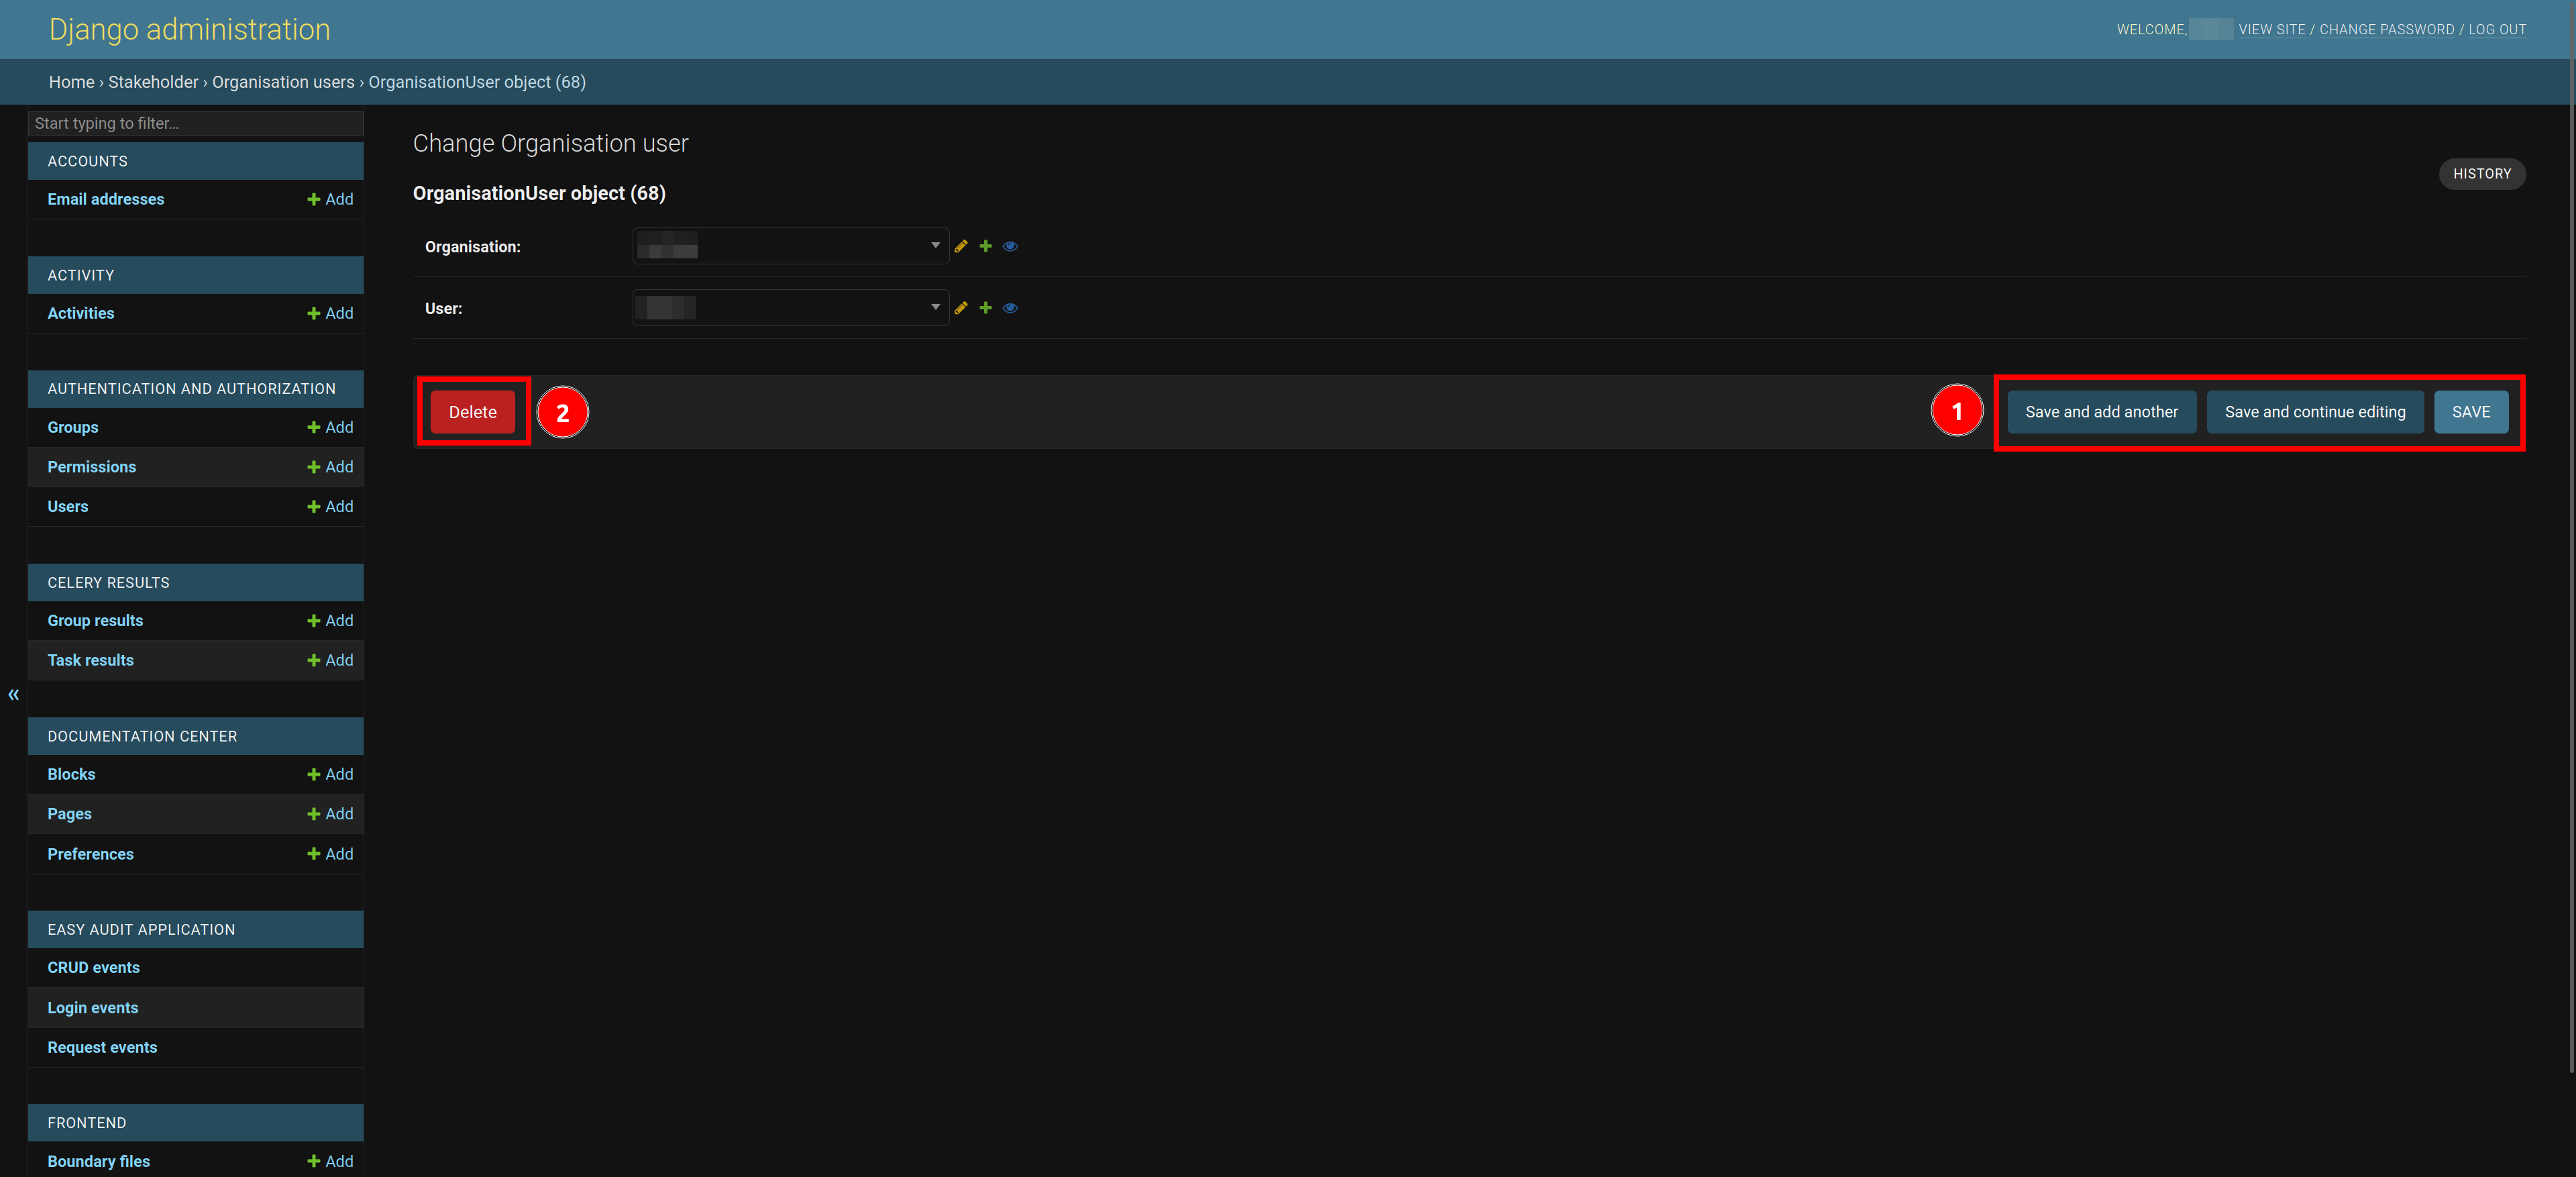 Django administration
WELCOME, VIEW SITE / CHANGE PASSWORD / LOG OUT
Home › Stakeholder › Organisation users › OrganisationUser object (68)
Start typing to filter…
ACCOUNTS
Email addresses + Add
ACTIVITY
Activities + Add
AUTHENTICATION AND AUTHORIZATION
Groups + Add
Permissions + Add
Users + Add
CELERY RESULTS
Group results + Add
Task results + Add
«
DOCUMENTATION CENTER
Blocks + Add
Pages + Add
Preferences + Add
EASY AUDIT APPLICATION
CRUD events
Login events
Request events
FRONTEND
Boundary files + Add
Change Organisation user
HISTORY
OrganisationUser object (68)
Organisation:
User:
Delete 2 1 Save and add another Save and continue editing SAVE